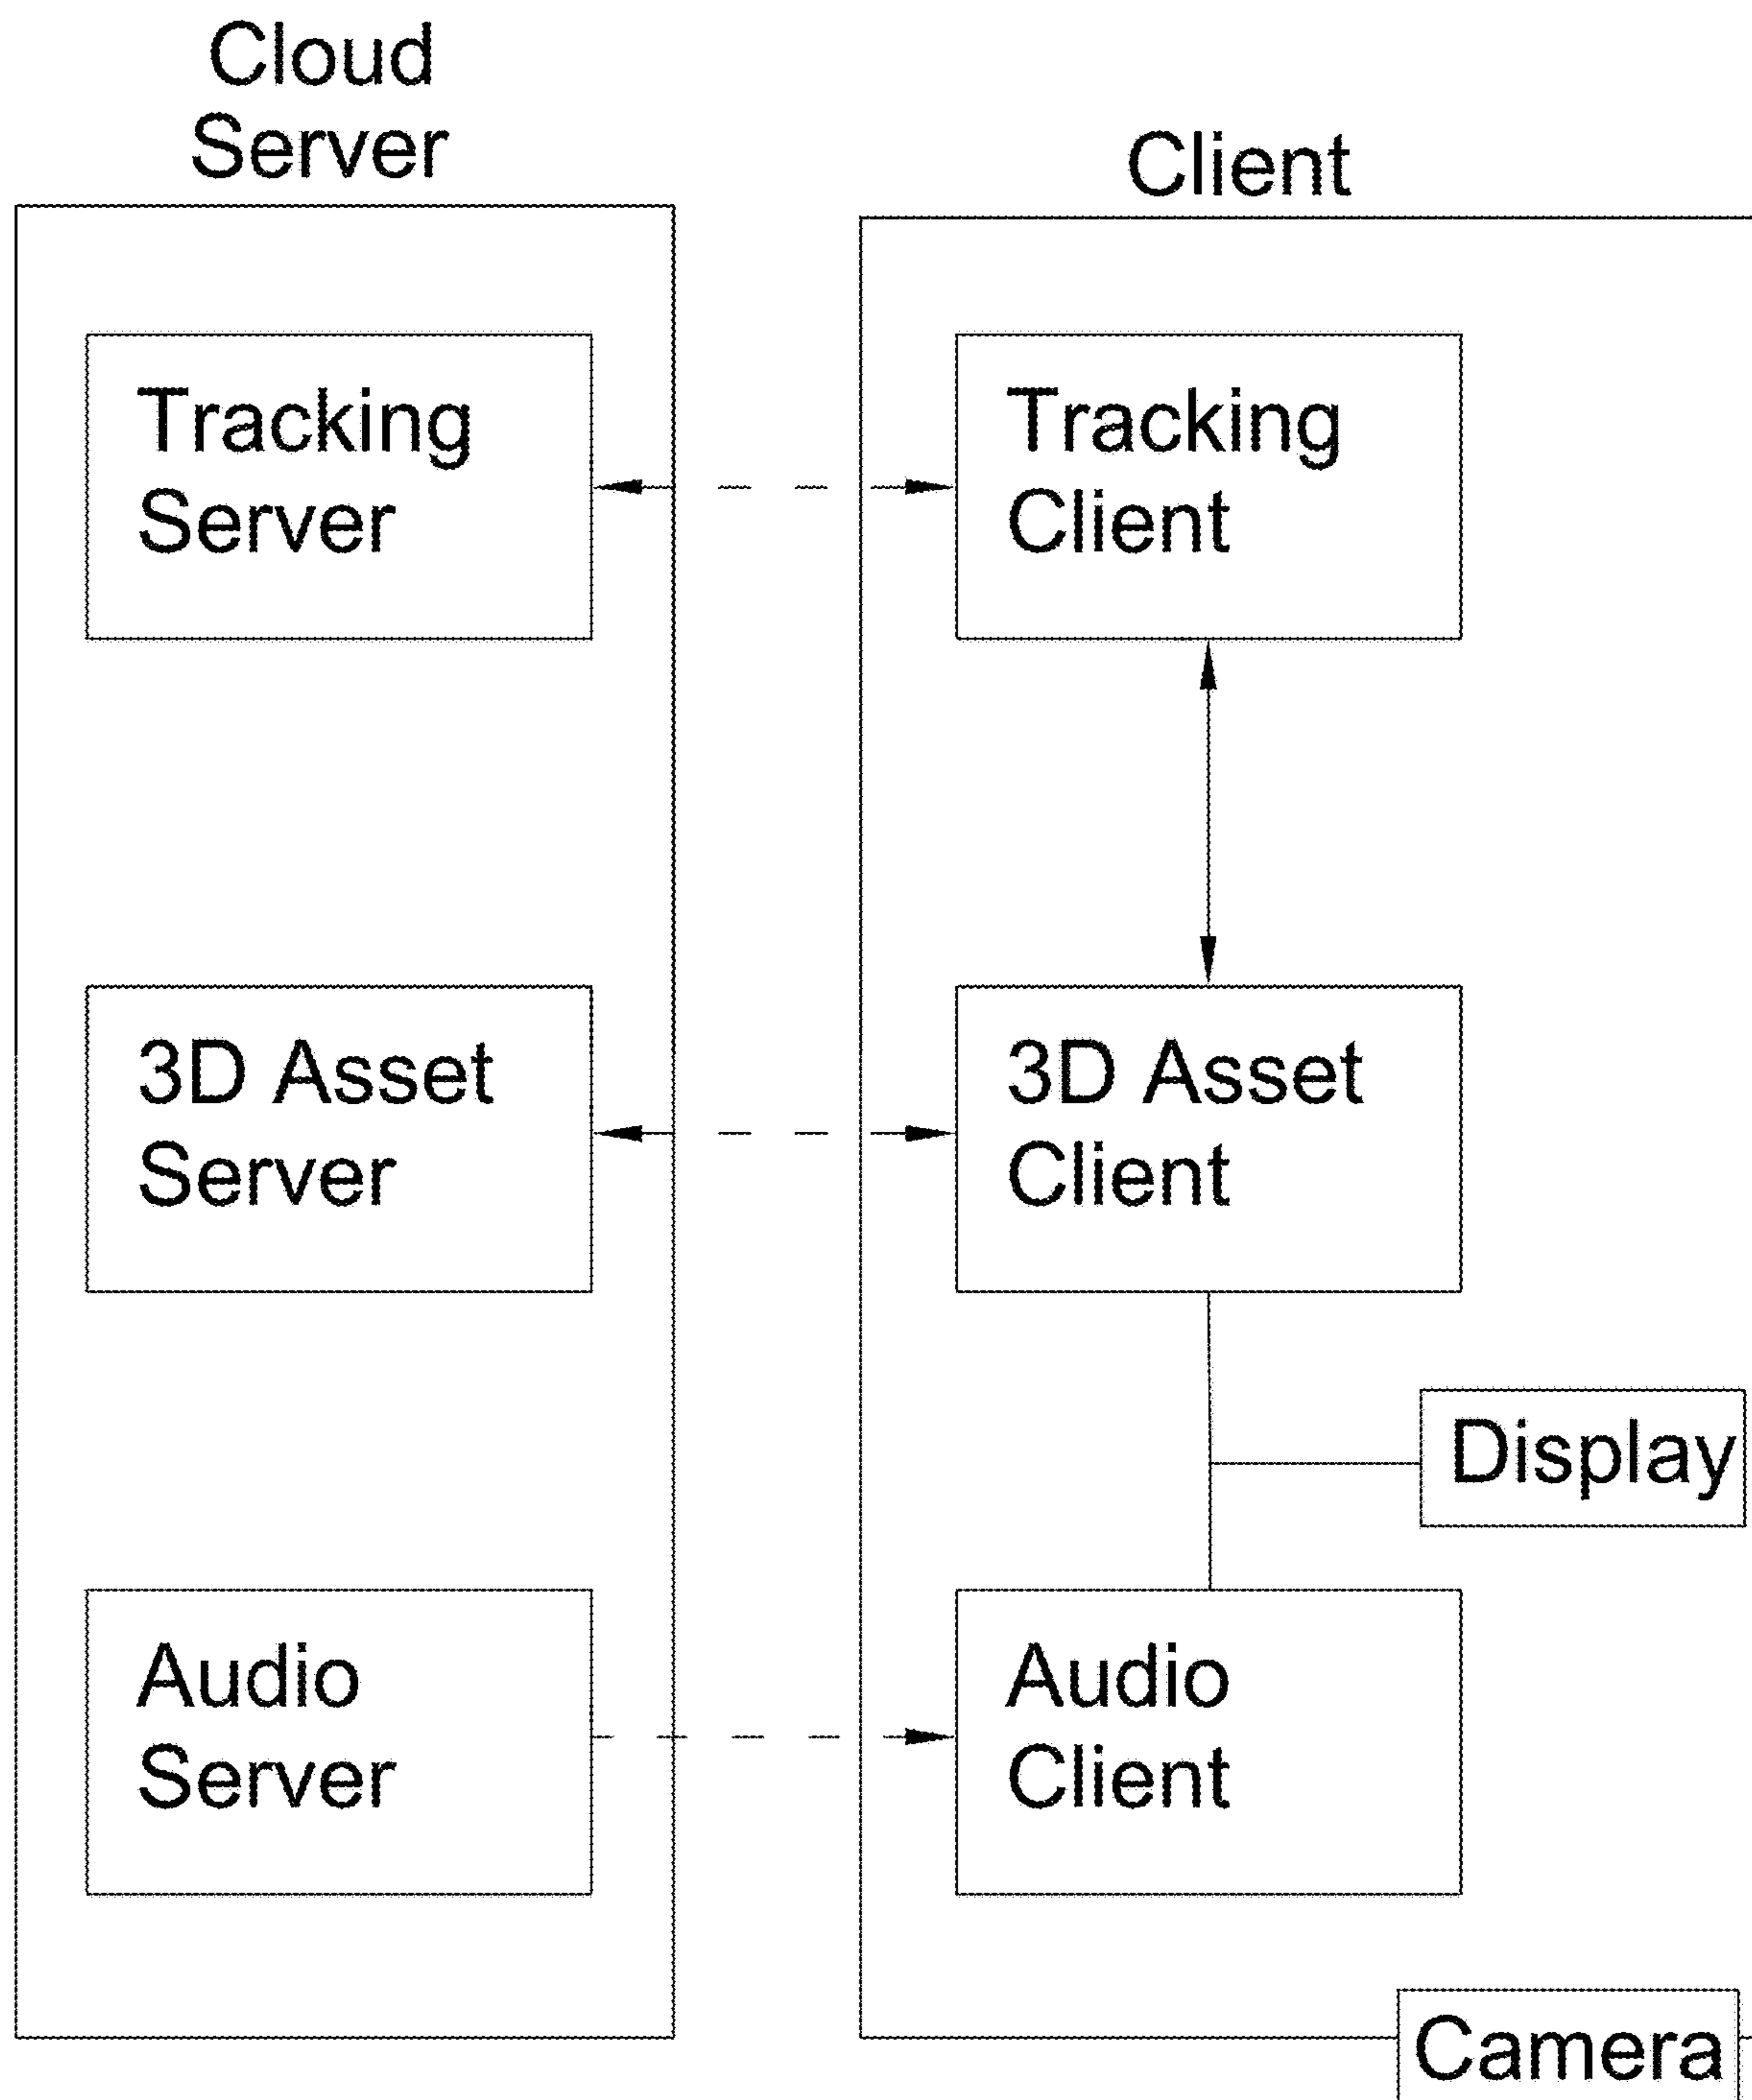 Cloud
Server
Client
Tracking
Server
Tracking
Client
3D Asset
Server
3D Asset
Client
Display
Audio
Server
Audio
Client
Camera